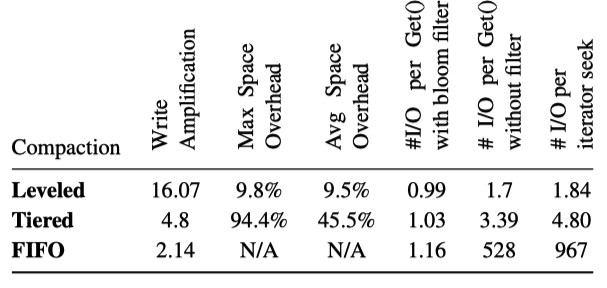 Compaction
Write
Amplification
Max Space
Overhead
Avg Space
Overhead
#I/O per Get()
with bloom filter
# I/O per Get()
without filter
# I/O per
iterator seek
Leveled 16.07 9.8% 9.5% 0.99 1.7 1.84
Tiered 4.8 94.4% 45.5% 1.03 3.39 4.80
FIFO 2.14 N/A N/A 1.16 528 967